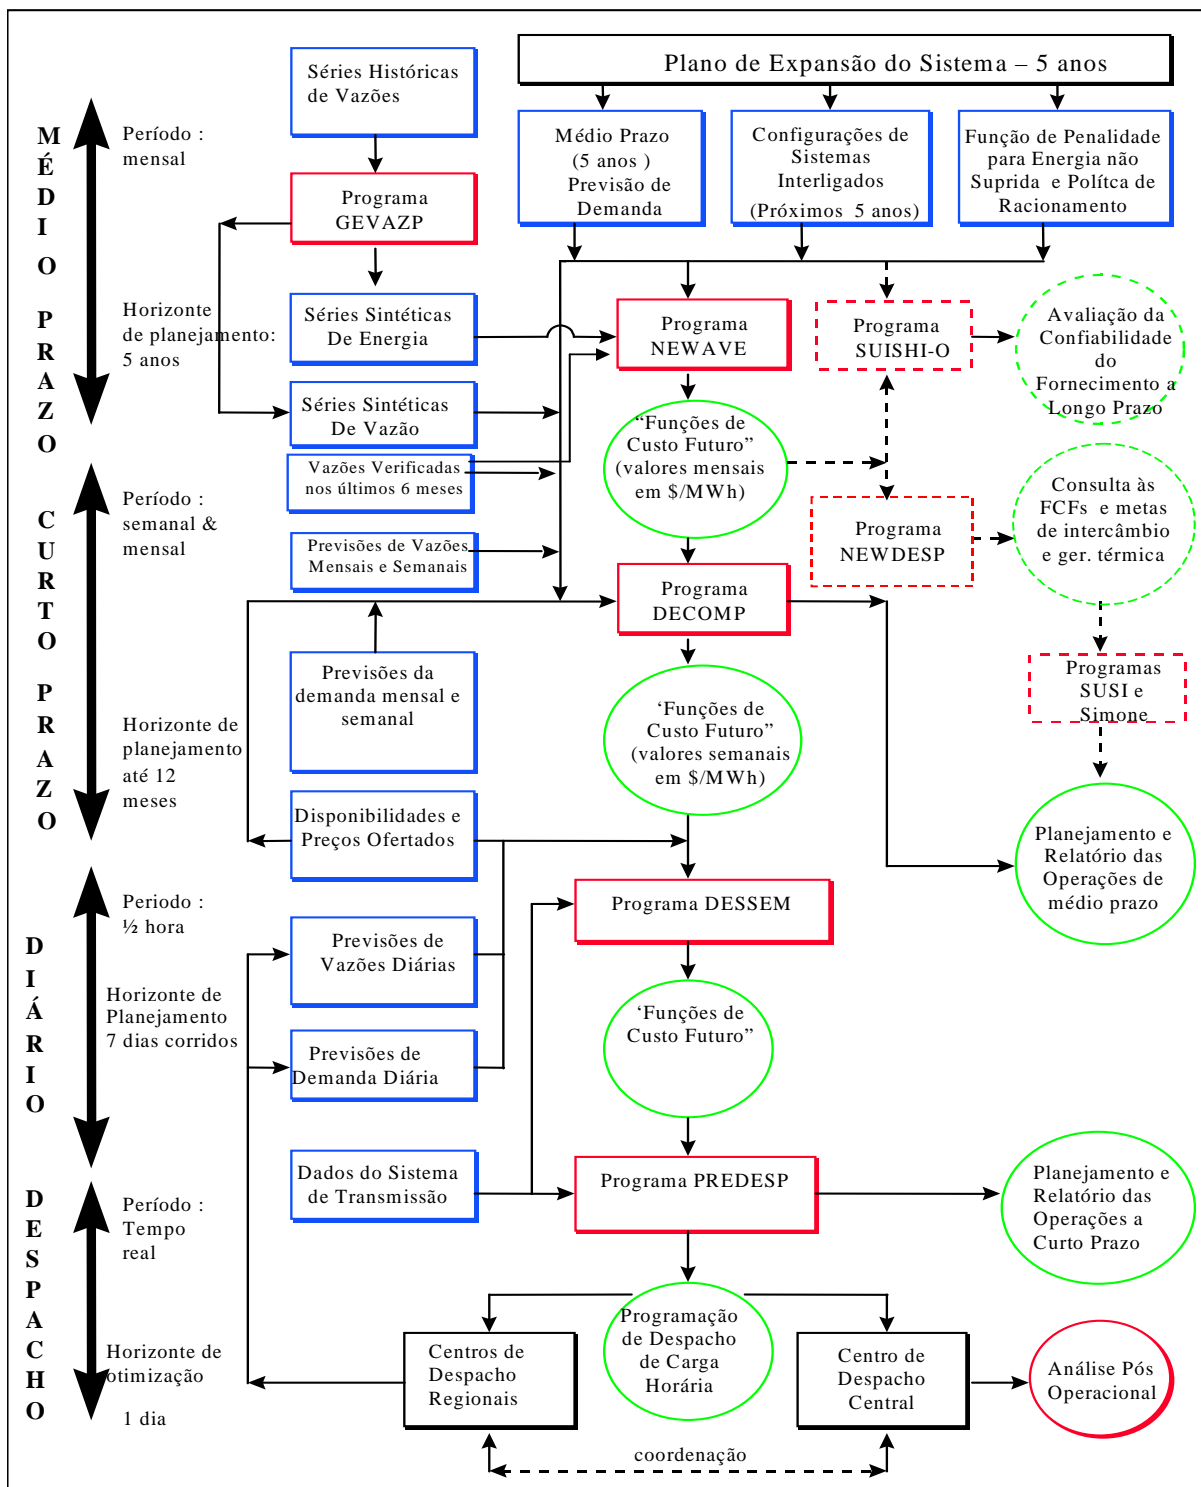 Plano de Expansão do Sistema – 5 anos
Séries Históricas
de Vazões
MÉDIO PRAZO
Período :
mensal
Médio Prazo
(5 anos )
Previsão de
Demanda
Configurações de
Sistemas
Interligados
(Próximos 5 anos)
Função de Penalidade
para Energia não
Suprida e Polítca de
Racionamento
Programa
GEVAZP
Horizonte
de planejamento:
5 anos
Séries Sintéticas
De Energia
Programa
NEWAVE
Programa
SUISHI-O
Avaliação da
Confiabilidade
do
Fornecimento a
Longo Prazo
Séries Sintéticas
De Vazão
“Funções de
Custo Futuro”
(valores mensais
em $/MWh)
Vazões Verificadas
nos últimos 6 meses
CURTO PRAZO
Período :
semanal &
mensal
Previsões de Vazões
Mensais e Semanais
Programa
NEWDESP
Consulta às
FCFs e metas
de intercâmbio
e ger. térmica
Programa
DECOMP
Previsões da
demanda mensal e
semanal
‘Funções de
Custo Futuro”
(valores semanais
em $/MWh)
Programas
SUSI e
Simone
Horizonte de
planejamento
até 12
meses
Disponibilidades e
Preços Ofertados
Planejamento e
Relatório das
Operações de
médio prazo
DIÁRIO
Periodo :
½ hora
Programa DESSEM
Previsões de
Vazões Diárias
Horizonte de
Planejamento
7 dias corridos
‘Funções de
Custo Futuro”
Previsões de
Demanda Diária
DESPACHO
Período :
Tempo
real
Dados do Sistema
de Transmissão
Programa PREDESP
Planejamento e
Relatório das
Operações a
Curto Prazo
Horizonte de
otimização
1 dia
Centros de
Despacho
Regionais
Programação
de Despacho
de Carga
Horária
Centro de
Despacho
Central
Análise Pós
Operacional
coordenação